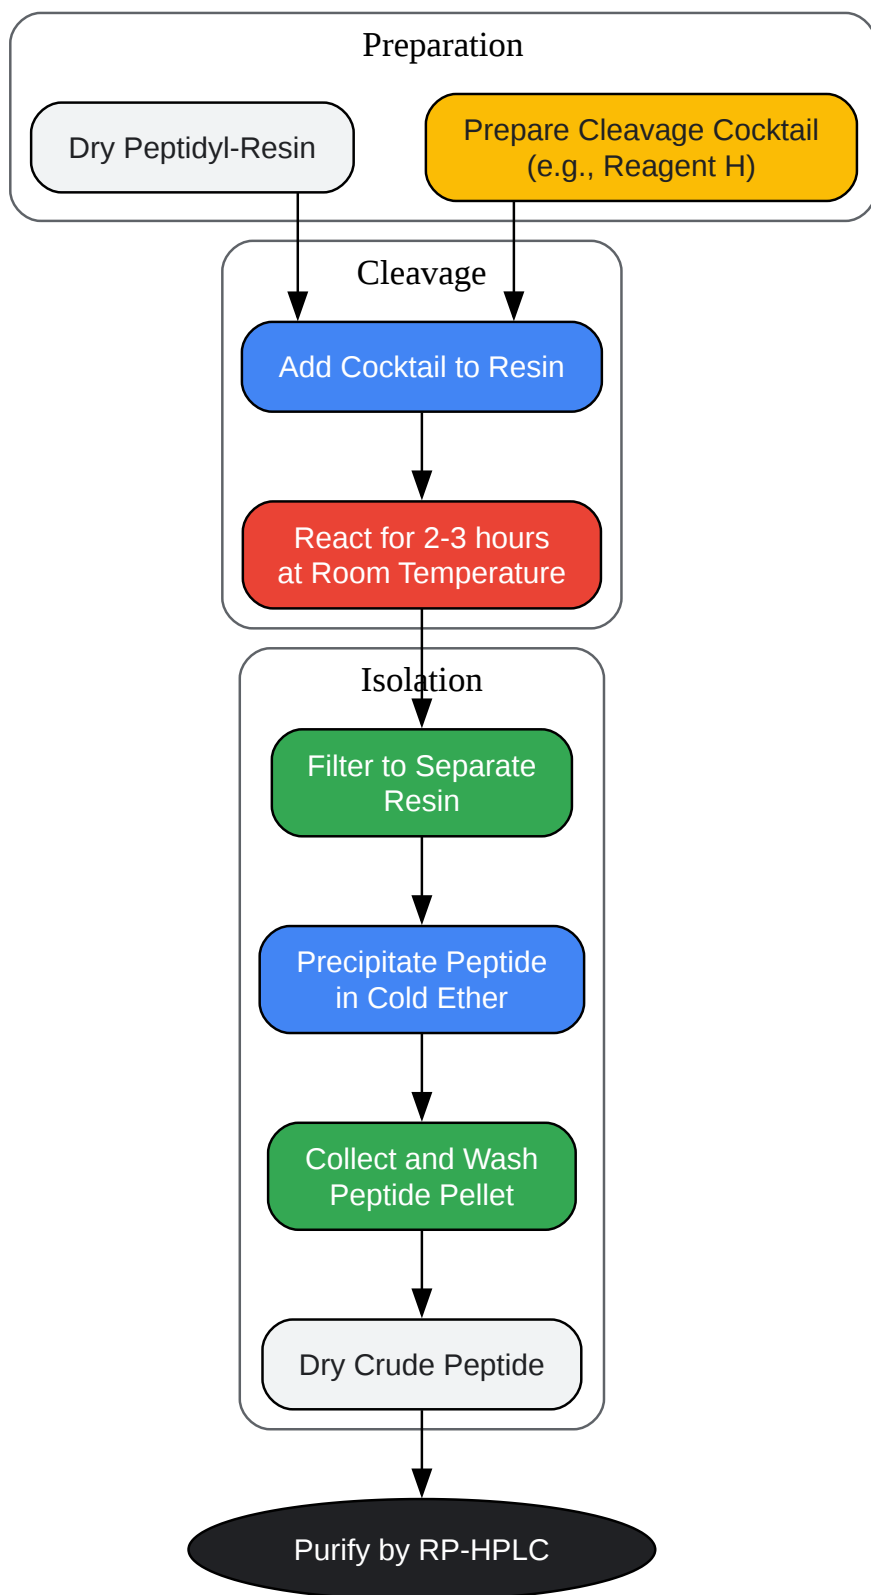 Preparation
Dry Peptidyl-Resin
Prepare Cleavage Cocktail
(e.g., Reagent H)
Cleavage
Add Cocktail to Resin
React for 2-3 hours
at Room Temperature
Isolation
Filter to Separate
Resin
Precipitate Peptide
in Cold Ether
Collect and Wash
Peptide Pellet
Dry Crude Peptide
Purify by RP-HPLC